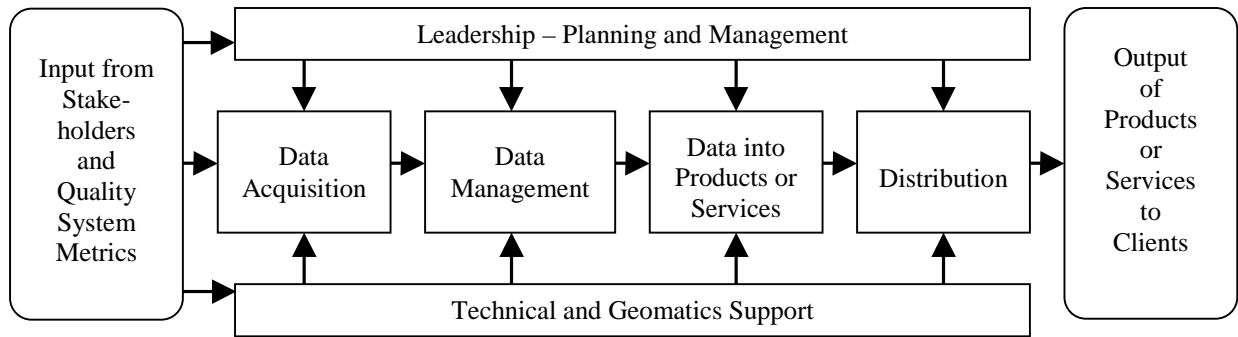 Input from
Stake-
holders
and
Quality
System
Metrics
Leadership – Planning and Management
Data
Acquisition
Data
Management
Data into
Products or
Services
Distribution
Technical and Geomatics Support
Output
of
Products
or
Services
to
Clients